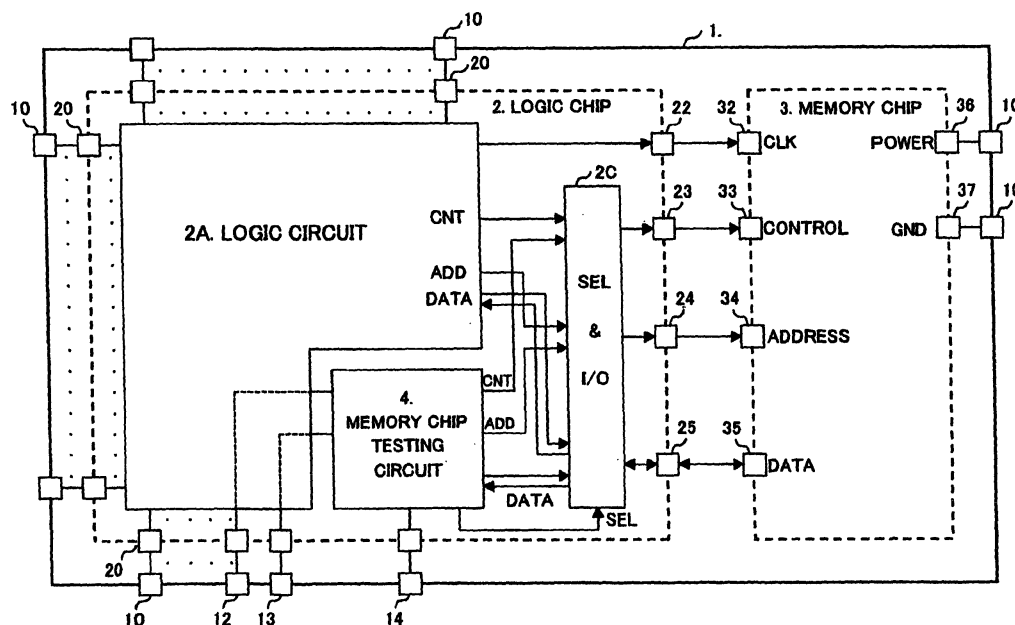 10
1.
20
2. LOGIC CHIP
3. MEMORY CHIP
10
20
22
32
36
10
CLK
POWER
2C
23
33
37
10
CNT
CONTROL
GND
2A. LOGIC CIRCUIT
SEL
ADD
DATA
24
34
&
ADDRESS
I/O
CNT
4.
MEMORY CHIP
TESTING
CIRCUIT
ADD
25
35
DATA
DATA
SEL
20
10
12
13
14